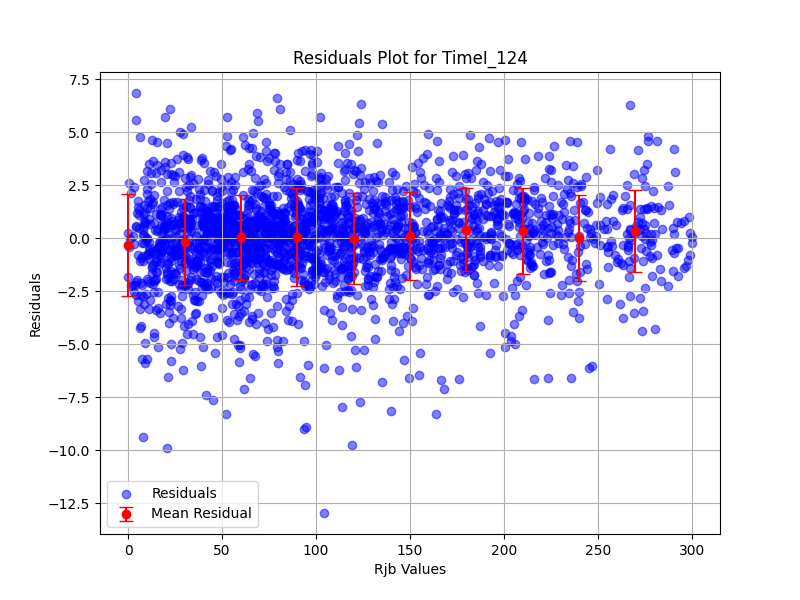 Residuals Plot for TimeI_124
7.5
5.0
2.5
0.0
−2.5
−5.0
−7.5
−10.0
−12.5
Residuals
Residuals
Mean Residual
0 50 100 150 200 250 300
Rjb Values